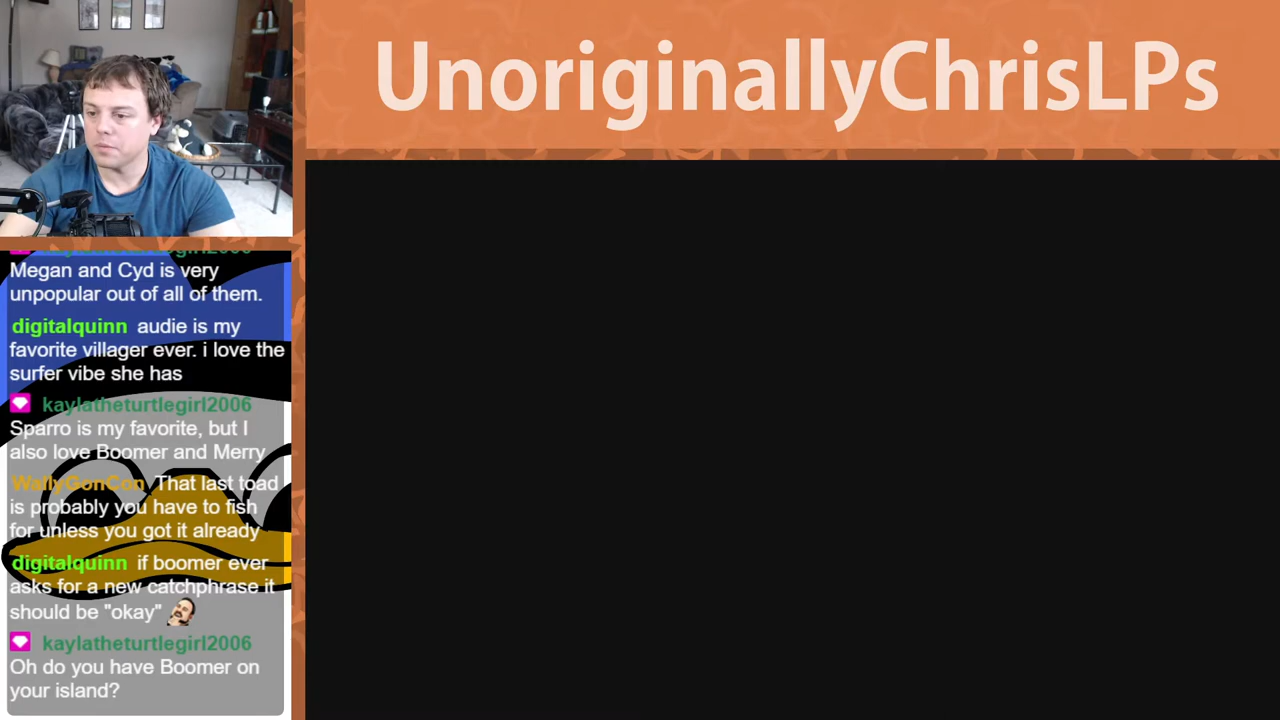 UnoriginallyChrisLPs
Megan and Cyd is very
unpopular out of all of them.
digitalquinn audie is my
favorite villager ever. i love the
surfer vibe she has
kaylatheturtlegirl2006
Sparro is my favorite, but I
also love Boomer and Merry
WallyGonCon That last toad
is probably you have to fish
for unless you got it already
digitalquinn if boomer ever
asks for a new catchphrase it
should be "okay"
kaylatheturtlegirl2006
Oh do you have Boomer on
your island?